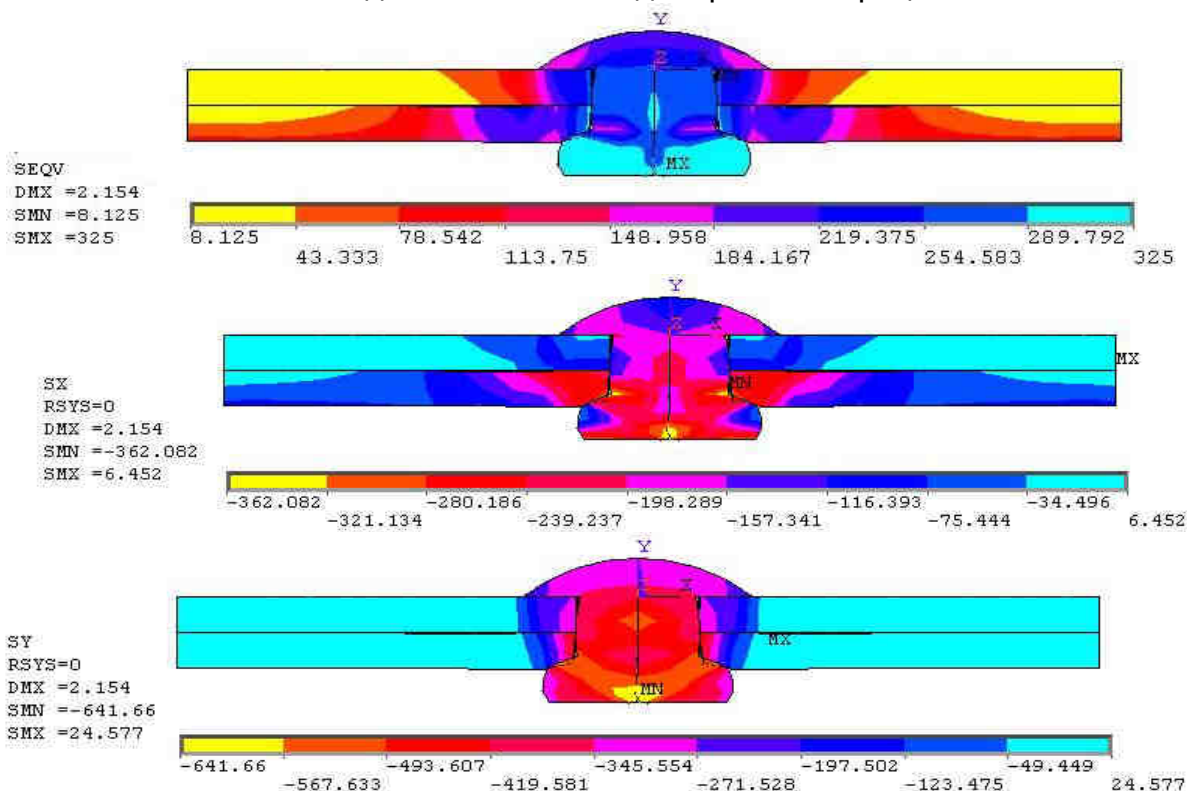 Y
Z
X
MX
SEQV
DMX =2.154
SMN =8.125
SMX =325
8.125 78.542 148.958 219.375 289.792
43.333 113.75 184.167 254.583 325
Y
Z X
MX
MN
SX
RSYS=0
DMX =2.154
SMN =-362.082
SMX =6.452
-362.082 -280.186 -198.289 -116.393 -34.496
-321.134 -239.237 -157.341 -75.444 6.452
Y
X
MX
MN
SY
RSYS=0
DMX =2.154
SMN =-641.66
SMX =24.577
-641.66 -493.607 -345.554 -197.502 -49.449
-567.633 -419.581 -271.528 -123.475 24.577